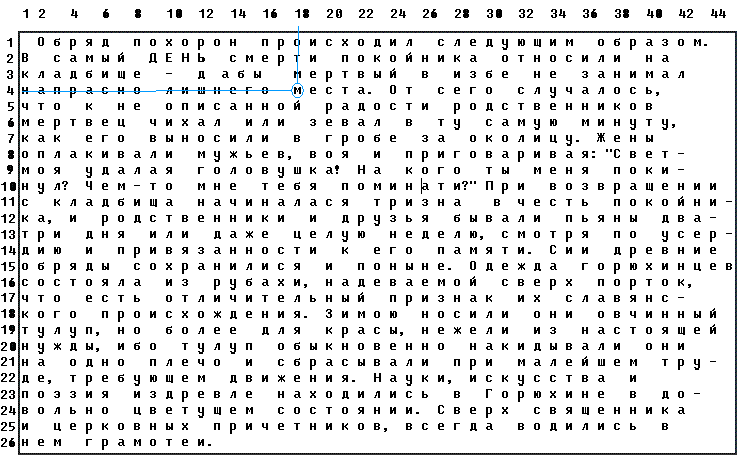 1 2 4 6 8 10 12 14 16 18 20 22 24 26 28 30 32 34 36 38 40 42 44
1 Обряд похорон происходил следующим образом.
2 В самый ДЕНЬ смерти покойника относили на
3 кладбище - дабы мертвый в избе не занимал
4 напрасно лишнего места. От сего случалось,
5 что к не описанной радости родственников
6 мертвец чихал или зевал в ту самую минуту,
7 как его выносили в гробе за околицу. Жены
8 оплакивали мужьев, воя и приговаривая: "Свет-
9 моя удалая головушка! На кого ты меня поки-
10 нул? Чем-то мне тебя поминати?" При возвращении
11 с кладбища начиналася тризна в честь покойни-
12 ка, и родственники и друзья бывали пьяны два-
13 три дня или даже целую неделю, смотря по усер-
14 дию и привязанности к его памяти. Сии древние
15 обряды сохранилися и поныне. Одежда горюхинцев
16 состояла из рубахи, надеваемой сверх порток,
17 что есть отличительный признак их славянс-
18 кого происхождения. Зимою носили они овчинный
19 тулуп, но более для красы, нежели из настоящей
20 нужды, ибо тулуп обыкновенно накидывали они
21 на одно плечо и сбрасывали при малейшем тру-
22 де, требующем движения. Науки, искусства и
23 поэзия издревле находились в Горюхине в до-
24 вольно цветущем состоянии. Сверх священника
25 и церковных причетников, всегда водились в
26 нем грамотеи.